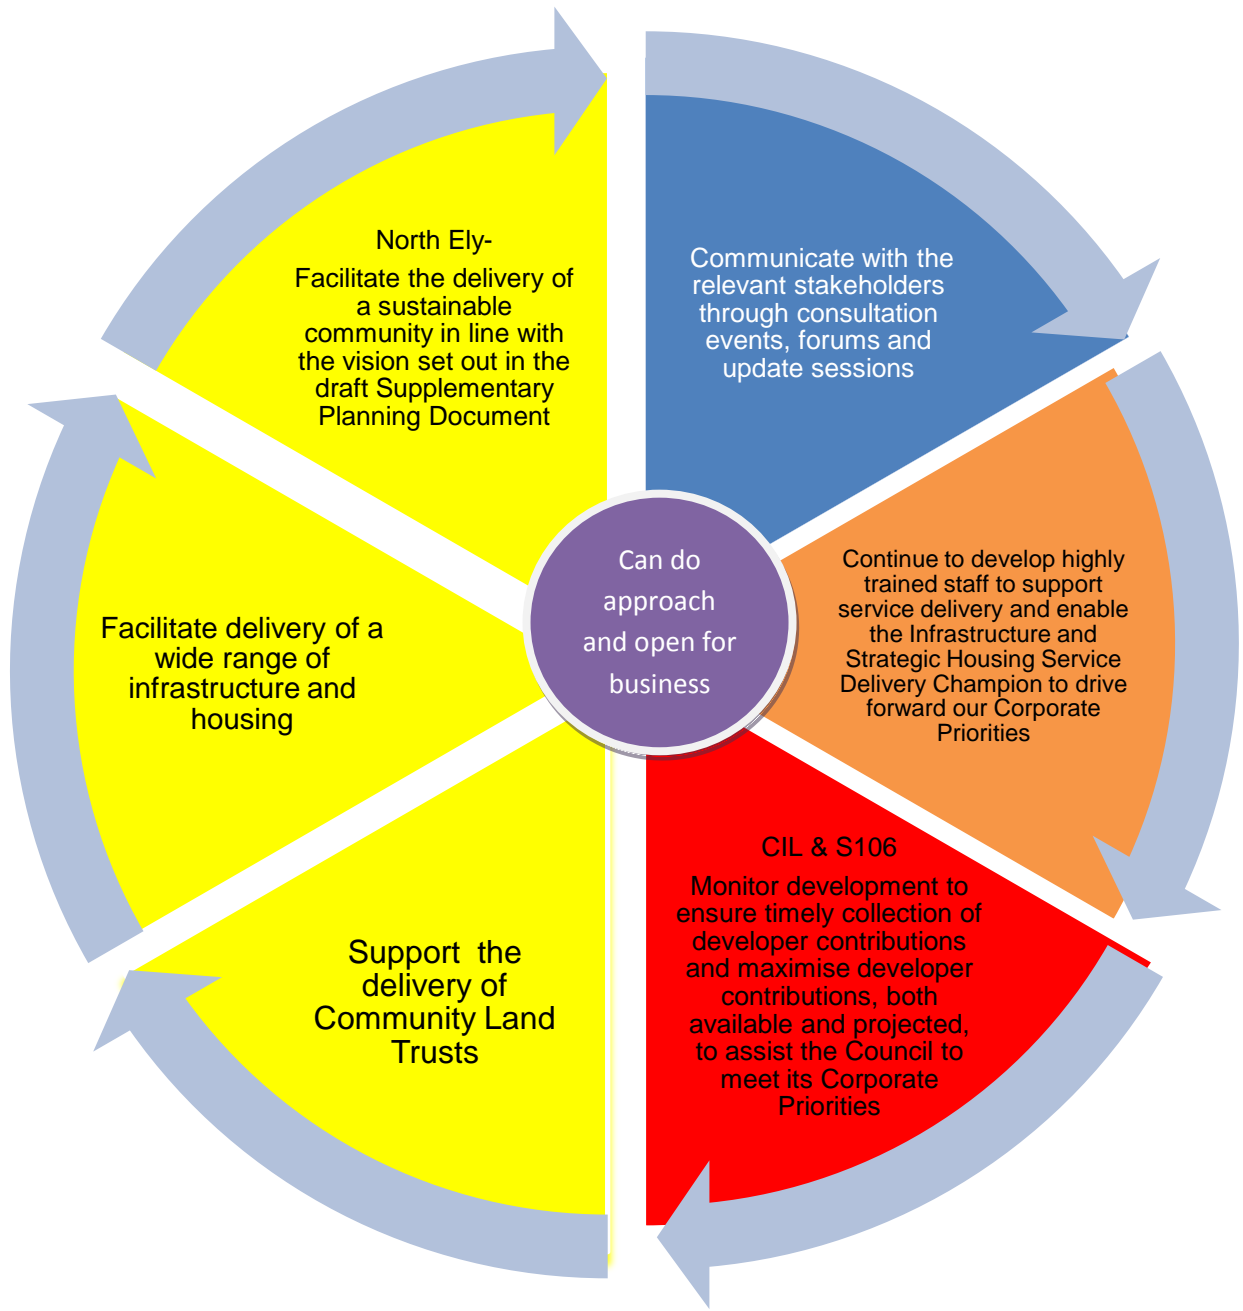 North Ely-
Facilitate the delivery of
a sustainable
community in line with
the vision set out in the
draft Supplementary
Planning Document
Communicate with the
relevant stakeholders
through consultation
events, forums and
update sessions
Continue to develop highly
trained staff to support
service delivery and enable
the Infrastructure and
Strategic Housing Service
Delivery Champion to drive
forward our Corporate
Priorities
CIL & S106
Monitor development to
ensure timely collection of
developer contributions
and maximise developer
contributions, both
available and projected,
to assist the Council to
meet its Corporate
Priorities
Support the
delivery of
Community Land
Trusts
Facilitate delivery of a
wide range of
infrastructure and
housing
Can do
approach
and open for
business